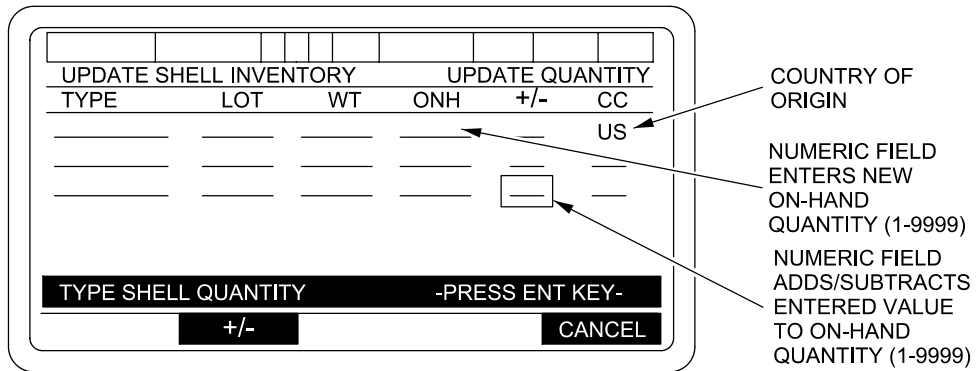 UPDATE SHELL INVENTORY UPDATE QUANTITY
TYPE LOT WT ONH +/- CC
US
TYPE SHELL QUANTITY -PRESS ENT KEY-
+/- CANCEL
COUNTRY OF
ORIGIN
NUMERIC FIELD
ENTERS NEW
ON-HAND
QUANTITY (1-9999)
NUMERIC FIELD
ADDS/SUBTRACTS
ENTERED VALUE
TO ON-HAND
QUANTITY (1-9999)